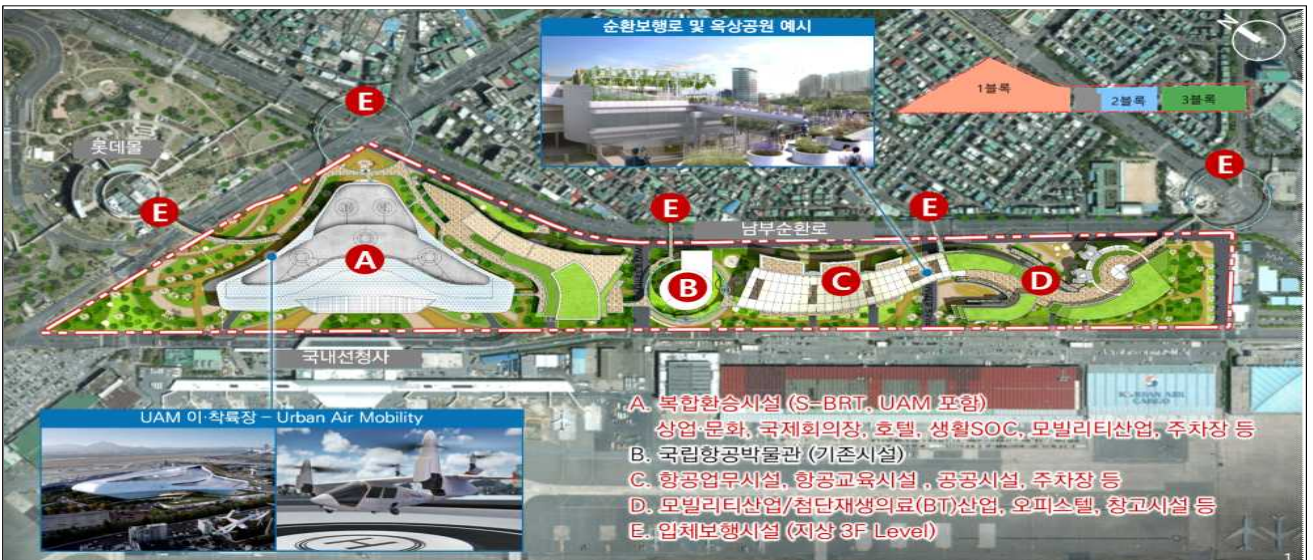 순환보행로 및 옥상공원 예시
N
1블록
2블록
3블록
E
롯데몰
E
E
E
E
남부순환로
A
B
C
D
국내선청사
UAM 이·착륙장 – Urban Air Mobility
H
KOREAN AIR
CARGO
A. 복합환승시설 (S-BRT, UAM 포함)
상업·문화, 국제회의장, 호텔, 생활SOC, 모빌리티산업, 주차장 등
B. 국립항공박물관 (기존시설)
C. 항공업무시설, 항공교육시설 , 공공시설, 주차장 등
D. 모빌리티산업/첨단재생의료(BT)산업, 오피스텔, 창고시설 등
E. 입체보행시설 (지상 3F Level)
1